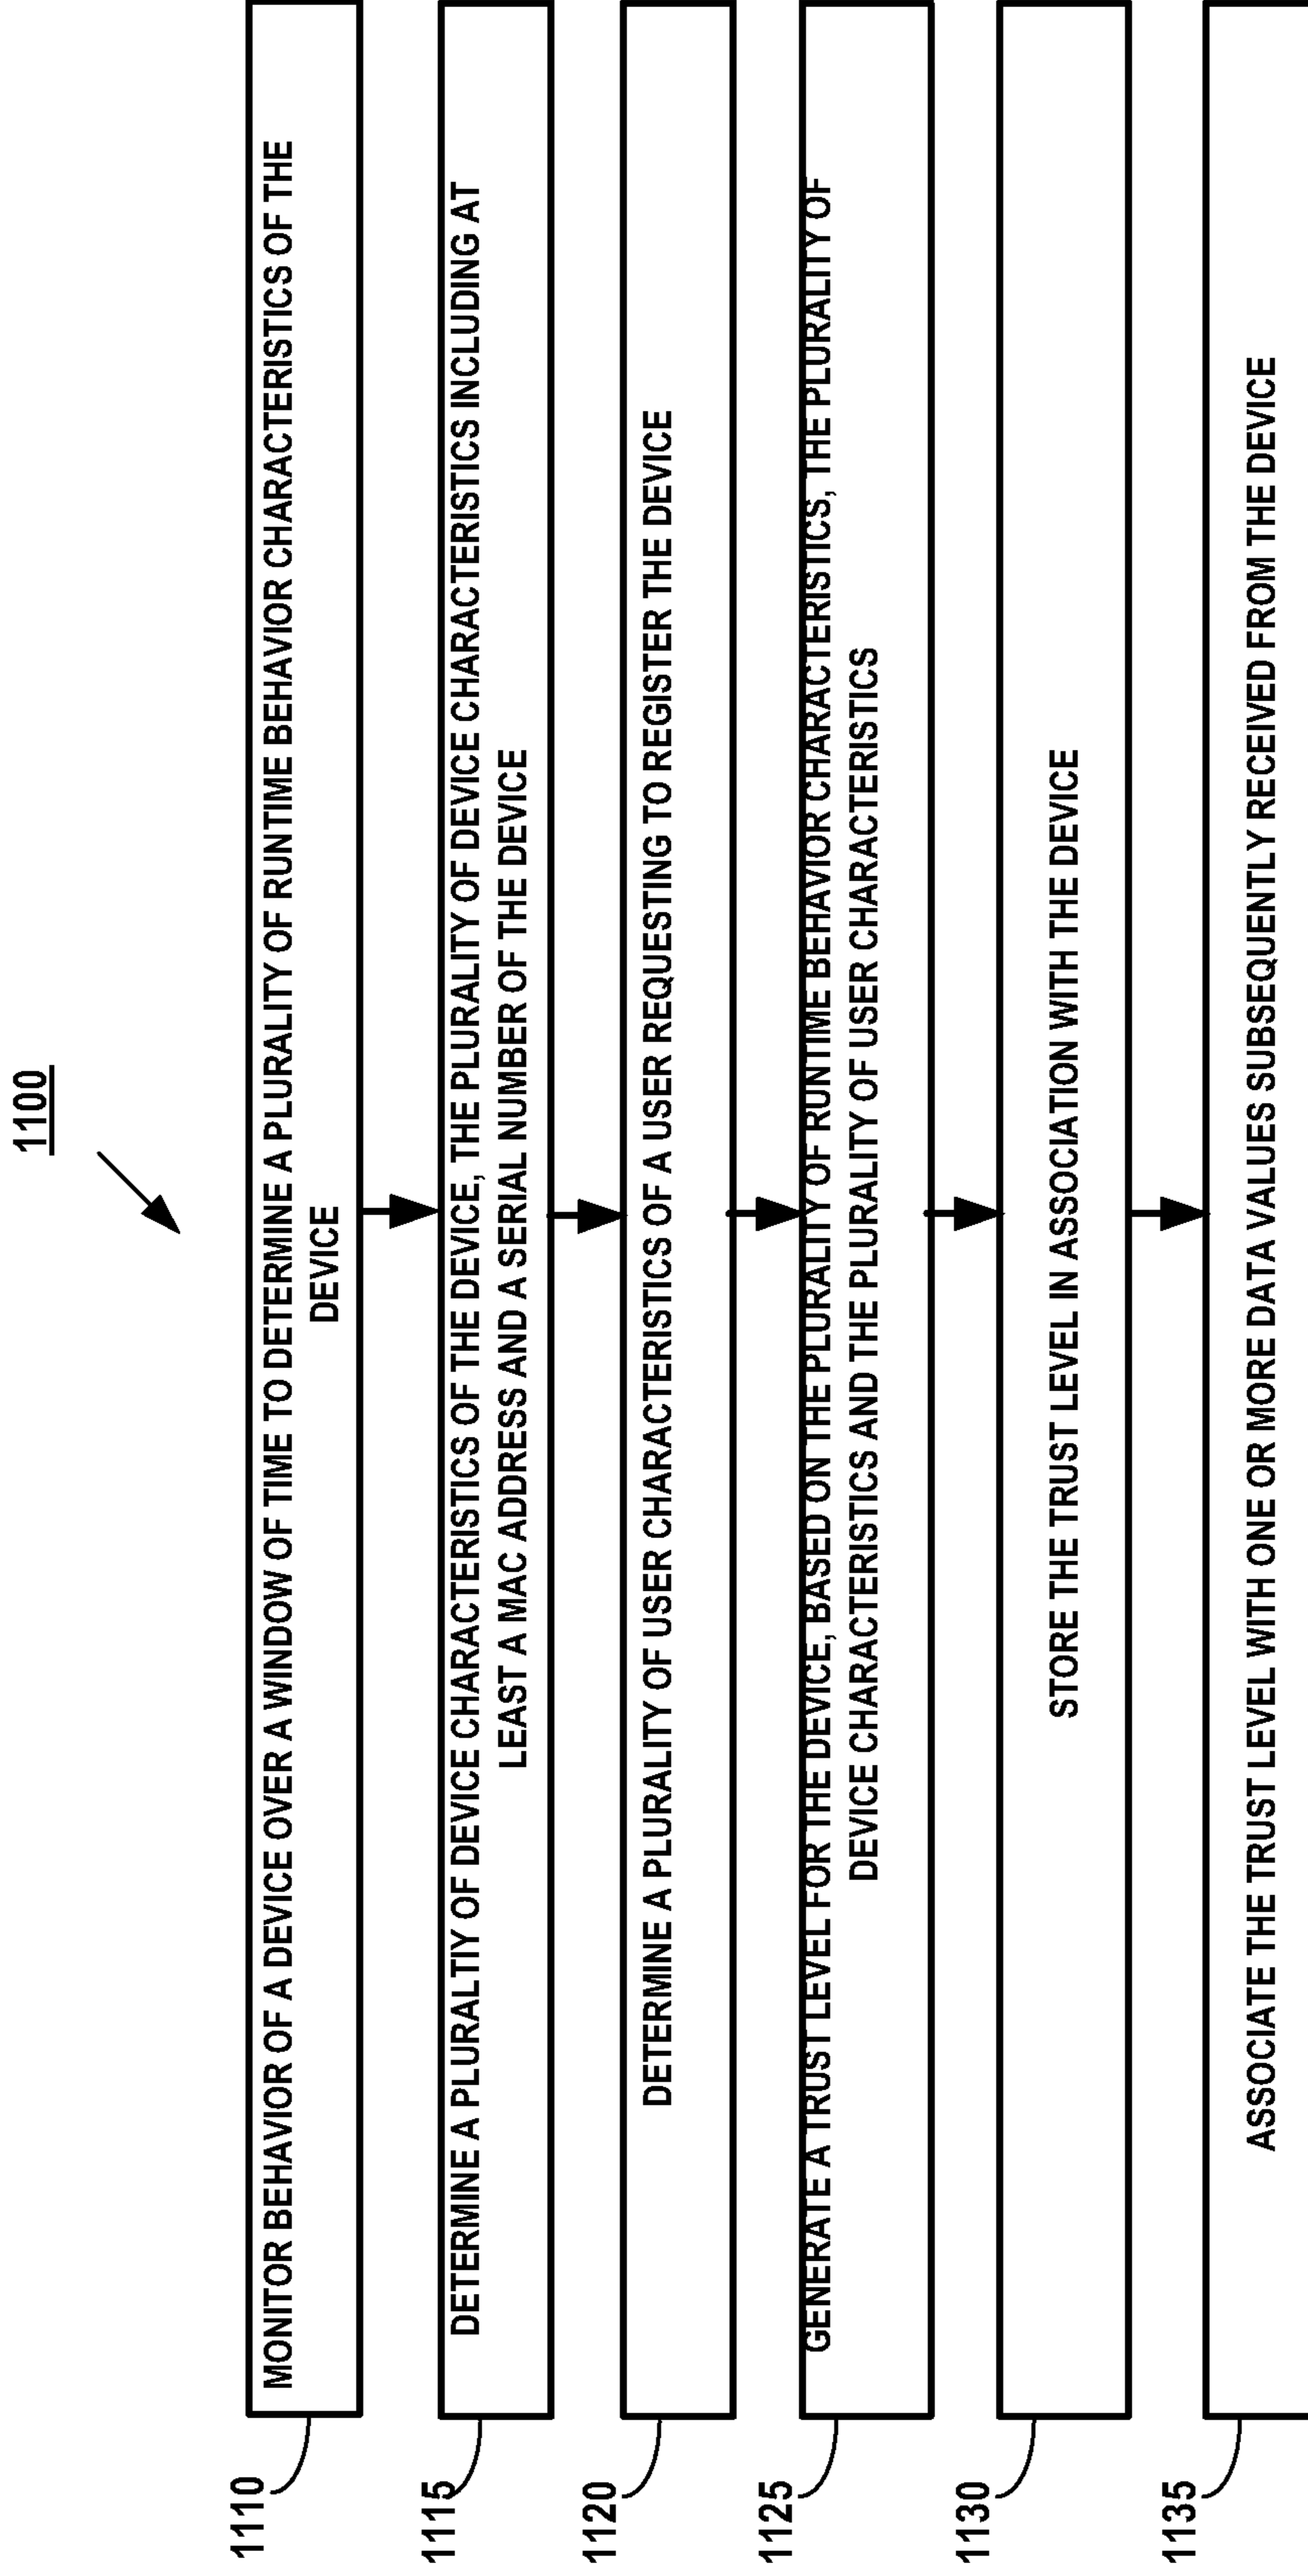 1100
1110
MONITOR BEHAVIOR OF A DEVICE OVER A WINDOW OF TIME TO DETERMINE A PLURALITY OF RUNTIME BEHAVIOR CHARACTERISTICS OF THE
DEVICE
1115
DETERMINE A PLURALTIY OF DEVICE CHARACTERISTICS OF THE DEVICE, THE PLURALITY OF DEVICE CHARACTERISTICS INCLUDING AT
LEAST A MAC ADDRESS AND A SERIAL NUMBER OF THE DEVICE
1120
DETERMINE A PLURALITY OF USER CHARACTERISTICS OF A USER REQUESTING TO REGISTER THE DEVICE
1125
GENERATE A TRUST LEVEL FOR THE DEVICE, BASED ON THE PLURALITY OF RUNTIME BEHAVIOR CHARACTERISTICS, THE PLURALITY OF
DEVICE CHARACTERISTICS AND THE PLURALITY OF USER CHARACTERISTICS
1130
STORE THE TRUST LEVEL IN ASSOCIATION WITH THE DEVICE
1135
ASSOCIATE THE TRUST LEVEL WITH ONE OR MORE DATA VALUES SUBSEQUENTLY RECEIVED FROM THE DEVICE